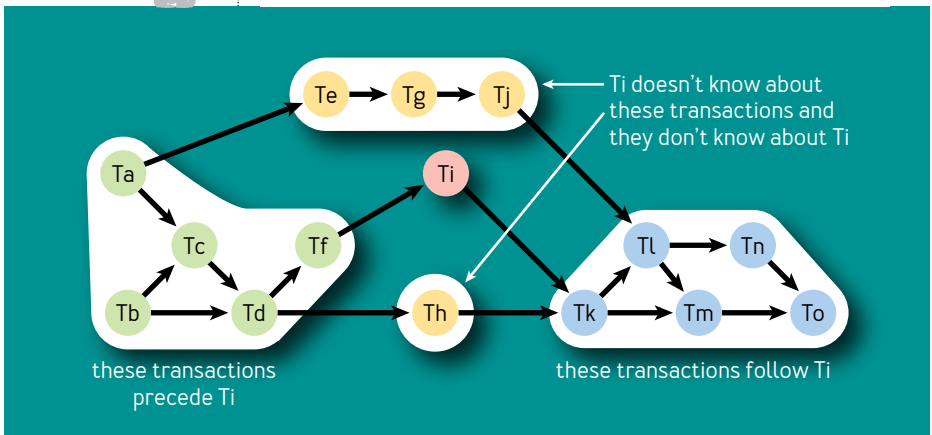 Te
Tg
Tj
Ti doesn't know about
these transactions and
they don't know about Ti
Ta
Ti
Tc
Tf
Tl
Tn
Tb
Td
Th
Tk
Tm
To
these transactions
precede Ti
these transactions follow Ti